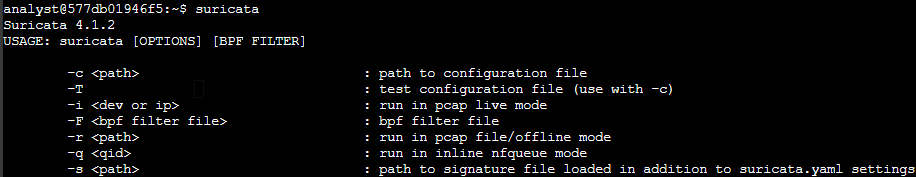 analyst@577db01946f5:~$ suricata
Suricata 4.1.2
USAGE: suricata [OPTIONS] [BPF FILTER]
-c <path> : path to configuration file
-T : test configuration file (use with -c)
-i <dev or ip> : run in pcap live mode
-F <bpf filter file> : bpf filter file
-r <path> : run in pcap file/offline mode
-q <qid> : run in inline nfqueue mode
-s <path> : path to signature file loaded in addition to suricata.yaml settings